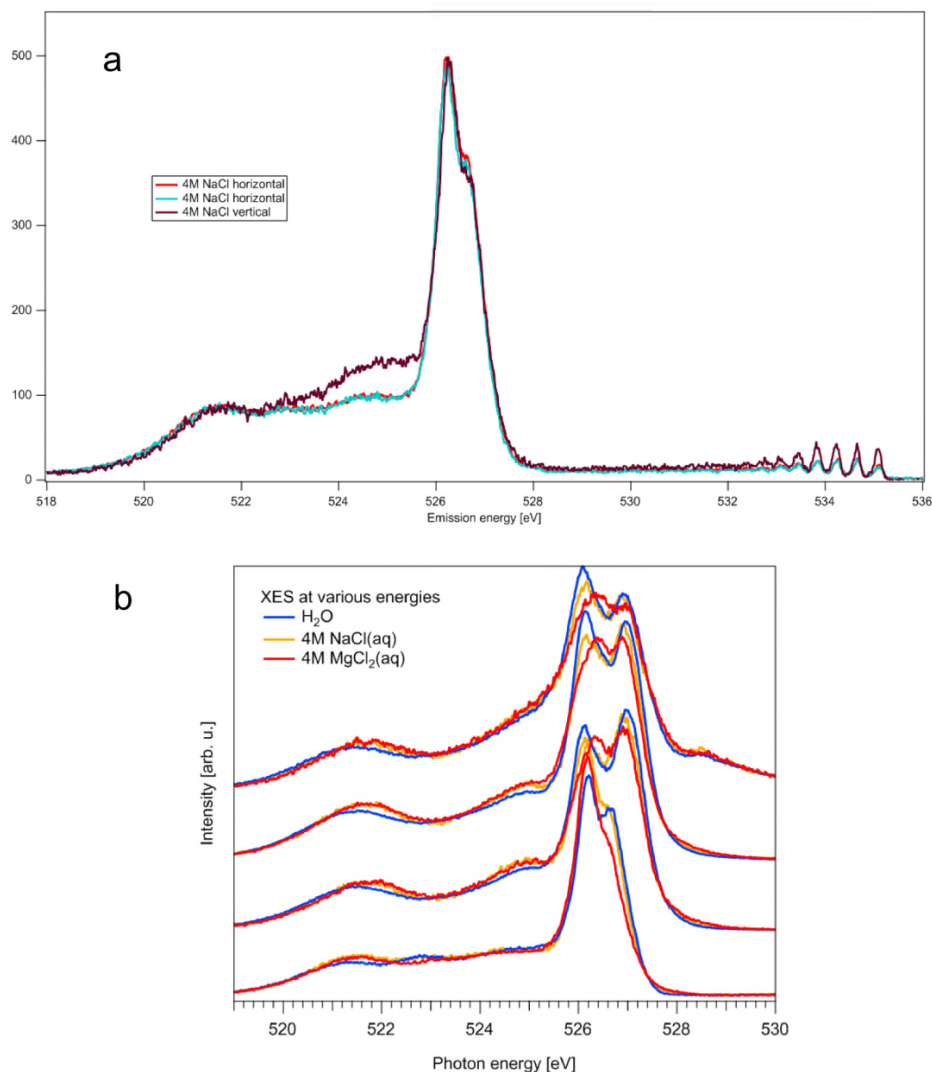 a
500
400
300
200
100
0
4M NaCl horizontal
4M NaCl horizontal
4M NaCl vertical
518 520 522 524 526 528 530 532 534 536
Emission energy [eV]
b
XES at various energies
H₂O
4M NaCl(aq)
4M MgCl₂(aq)
Intensity [arb. u.]
520 522 524 526 528 530
Photon energy [eV]